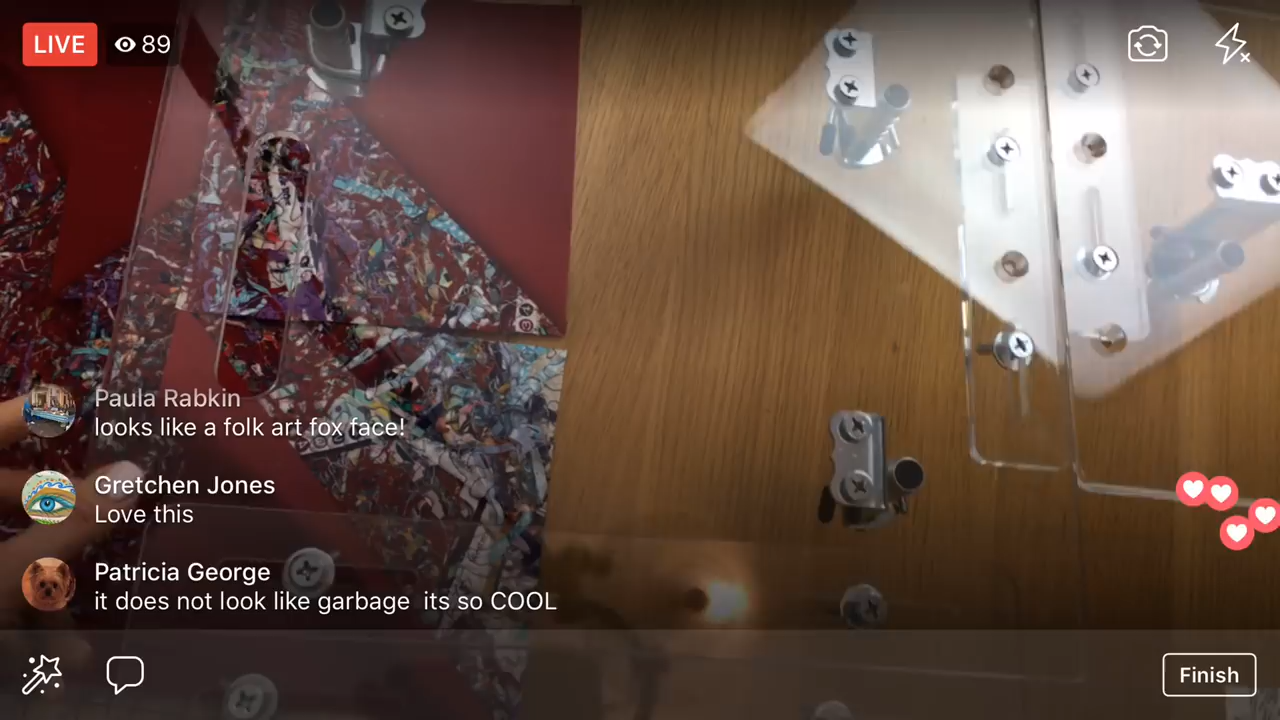 LIVE
89
Paula Rabkin
looks like a folk art fox face!
Gretchen Jones
Love this
Patricia George
it does not look like garbage  its so COOL
Finish